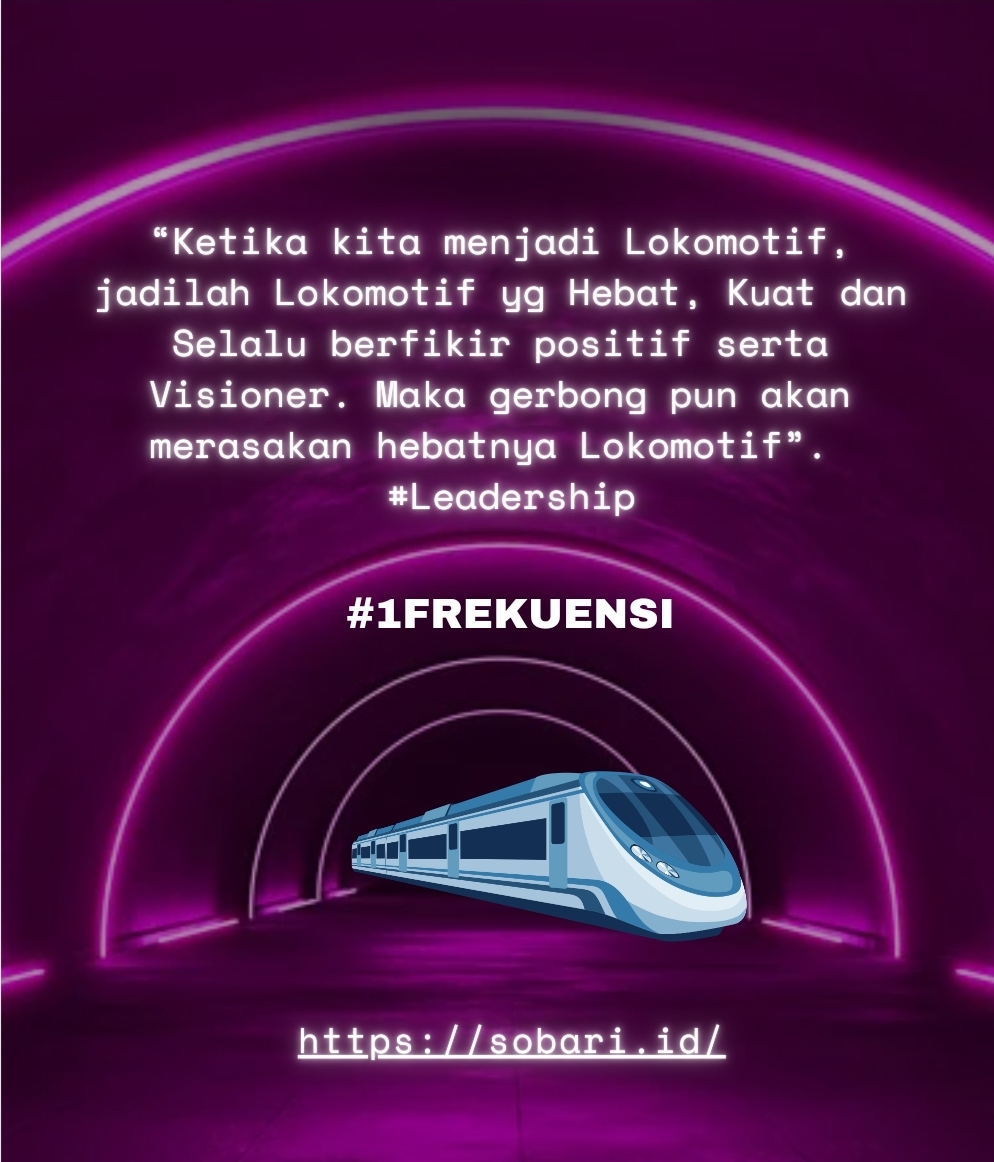 “Ketika kita menjadi Lokomotif,
jadilah Lokomotif yg Hebat, Kuat dan
Selalu berfikir positif serta
Visioner. Maka gerbong pun akan
merasakan hebatnya Lokomotif”.
#Leadership
#1FREKUENSI
https://sobari.id/